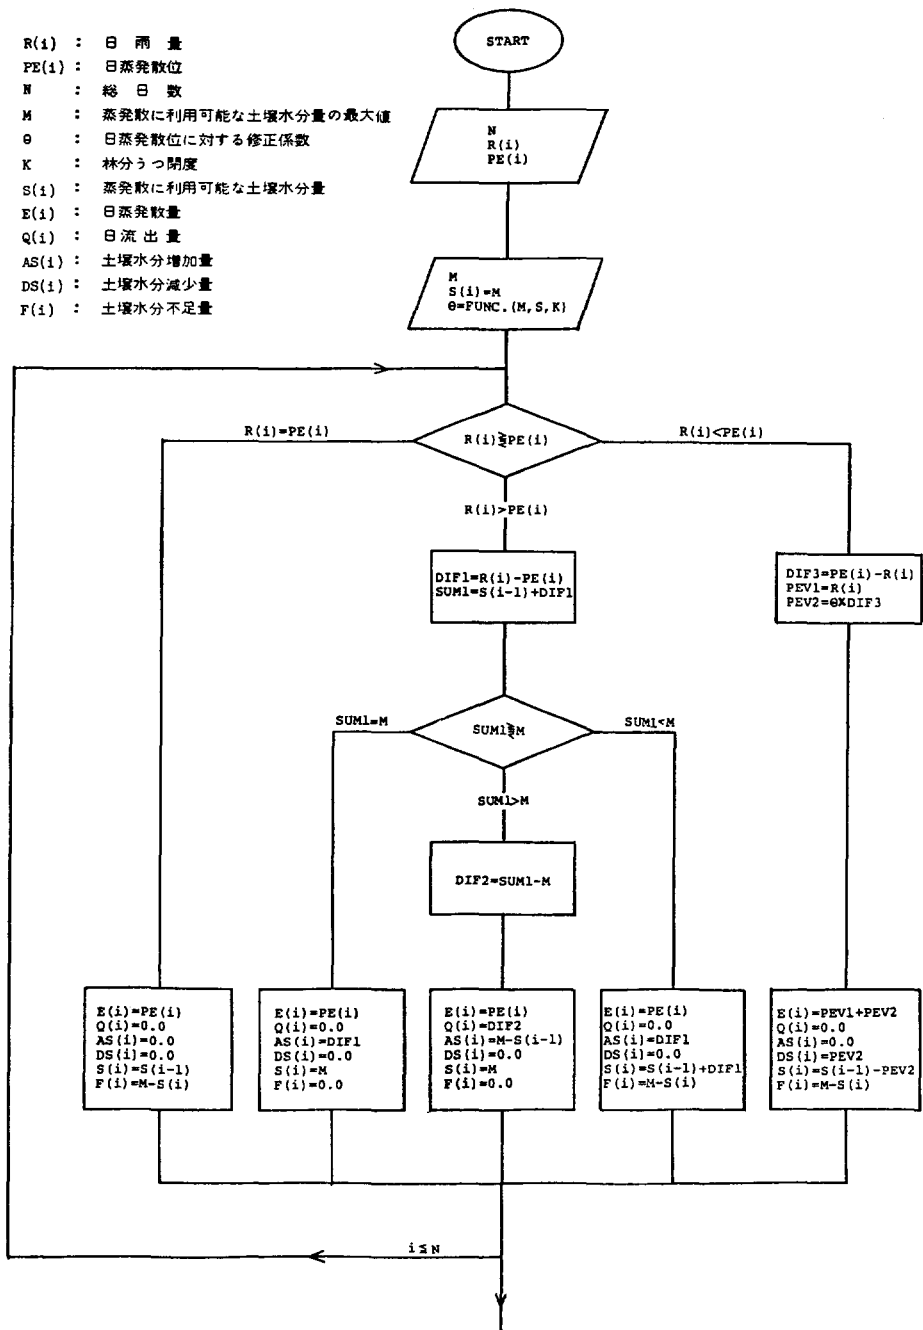 R(i) : 日雨量
PE(i) : 日蒸発散位
N : 総日数
M : 蒸発散に利用可能な土壌水分量の最大値
θ : 日蒸発散位に対する修正係数
K : 林分うつ閉度
S(i) : 蒸発散に利用可能な土壌水分量
E(i) : 日蒸発散量
Q(i) : 日流出量
AS(i) : 土壌水分増加量
DS(i) : 土壌水分減少量
F(i) : 土壌水分不足量
START
N
R(i)
PE(i)
M
S(i)=M
θ=FUNC.(M,S,K)
R(i)=PE(i)
R(i)⋛PE(i)
R(i)<PE(i)
R(i)>PE(i)
DIF1=R(i)-PE(i)
SUM1=S(i-1)+DIF1
DIF3=PE(i)-R(i)
PEV1=R(i)
PEV2=θ*DIF3
SUM1=M
SUM1⋛M
SUM1<M
SUM1>M
DIF2=SUM1-M
E(i)=PE(i)
Q(i)=0.0
AS(i)=0.0
DS(i)=0.0
S(i)=S(i-1)
F(i)=M-S(i)
E(i)=PE(i)
Q(i)=0.0
AS(i)=DIF1
DS(i)=0.0
S(i)=M
F(i)=0.0
E(i)=PE(i)
Q(i)=DIF2
AS(i)=M-S(i-1)
DS(i)=0.0
S(i)=M
F(i)=0.0
E(i)=PE(i)
Q(i)=0.0
AS(i)=DIF1
DS(i)=0.0
S(i)=S(i-1)+DIF1
F(i)=M-S(i)
E(i)=PEV1+PEV2
Q(i)=0.0
AS(i)=0.0
DS(i)=PEV2
S(i)=S(i-1)-PEV2
F(i)=M-S(i)
i≦N